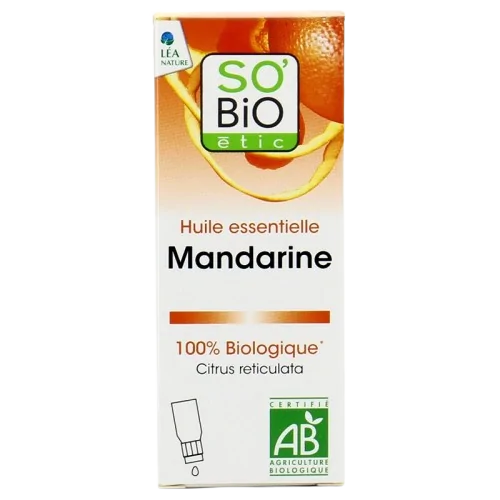 LÉA
NATURE
SO'
BiO
étic
Huile essentielle
Mandarine
100% Biologique*
Citrus reticulata
CERTIFIÉ
AB
AGRICULTURE
BIOLOGIQUE